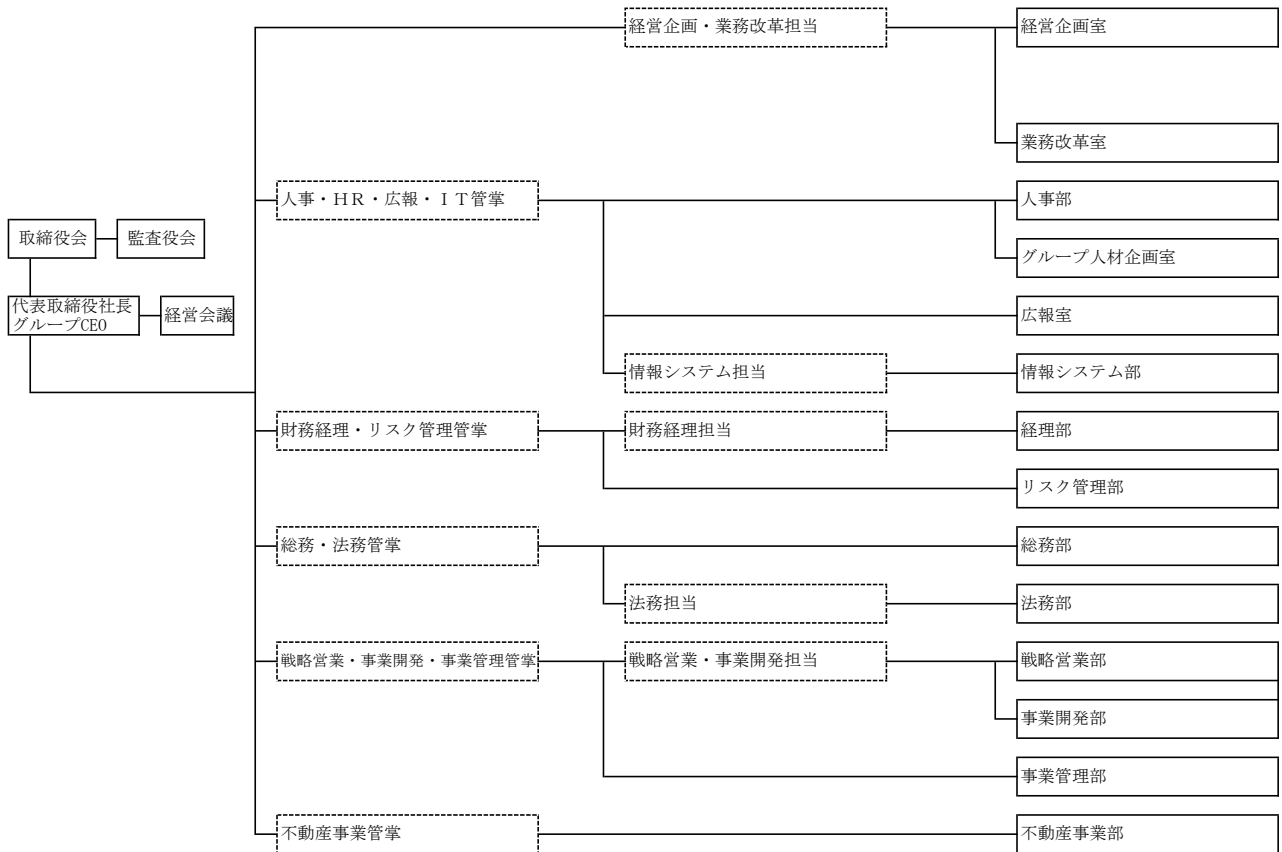 経営企画・業務改革担当
経営企画室
業務改革室
人事・ＨＲ・広報・ＩＴ管掌
人事部
グループ人材企画室
取締役会
監査役会
代表取締役社長
グループCEO
経営会議
広報室
情報システム担当
情報システム部
財務経理・リスク管理管掌
財務経理担当
経理部
リスク管理部
総務・法務管掌
総務部
法務担当
法務部
戦略営業・事業開発・事業管理管掌
戦略営業・事業開発担当
戦略営業部
事業開発部
事業管理部
不動産事業管掌
不動産事業部